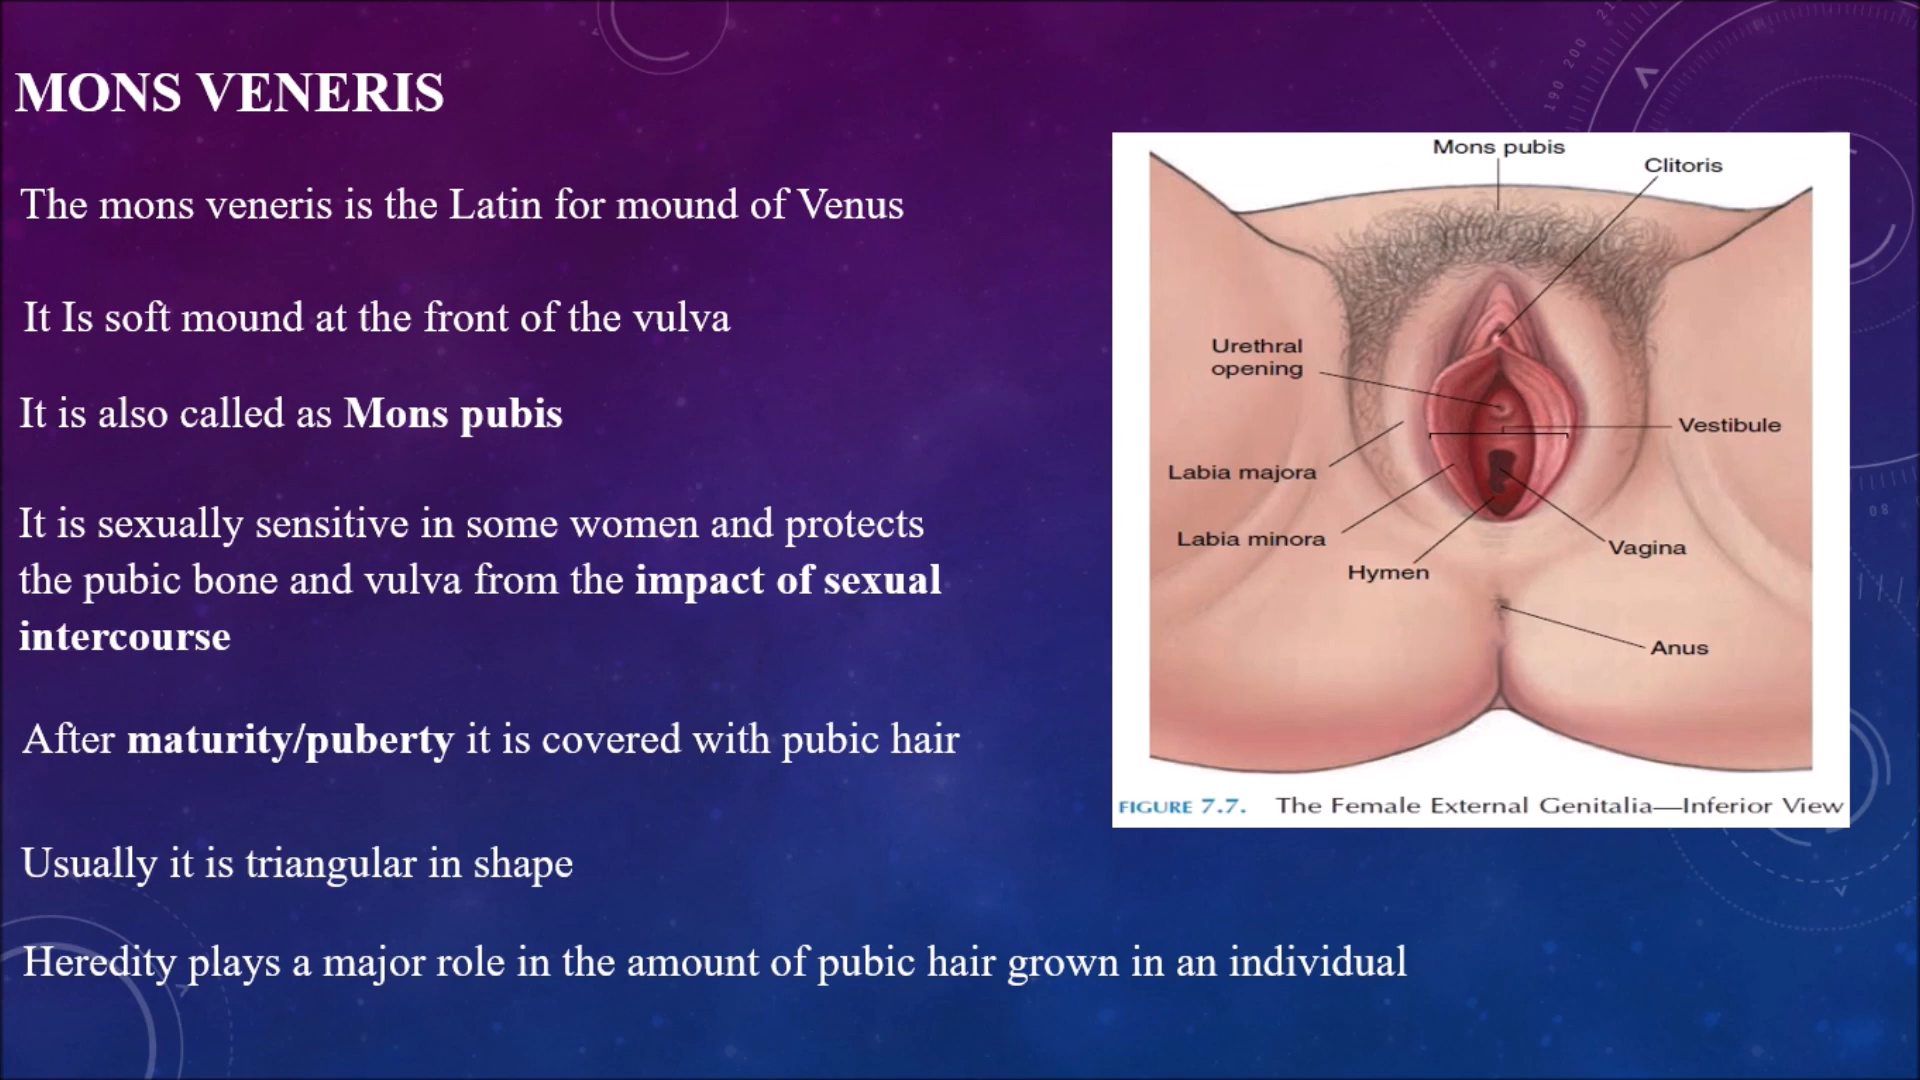 MONS VENERIS
The mons veneris is the Latin for mound of Venus
It Is soft mound at the front of the vulva
It is also called as Mons pubis
It is sexually sensitive in some women and protects
the pubic bone and vulva from the impact of sexual
intercourse
After maturity/puberty it is covered with pubic hair
Usually it is triangular in shape
Heredity plays a major role in the amount of pubic hair grown in an individual
Mons pubis
Clitoris
Urethral
opening
Vestibule
Labia majora
Labia minora
Vagina
Hymen
Anus
FIGURE 7.7. The Female External Genitalia—Inferior View
190 200
80